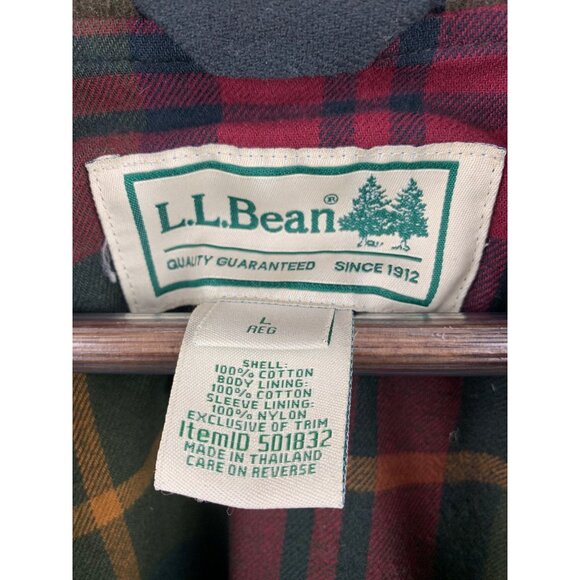 L.L.Bean®
QUALITY GUARANTEED SINCE 1912
L
REG
SHELL:
100% COTTON
BODY LINING:
100% COTTON
SLEEVE LINING:
100% NYLON
EXCLUSIVE OF TRIM
ItemID 501832
MADE IN THAILAND
CARE ON REVERSE